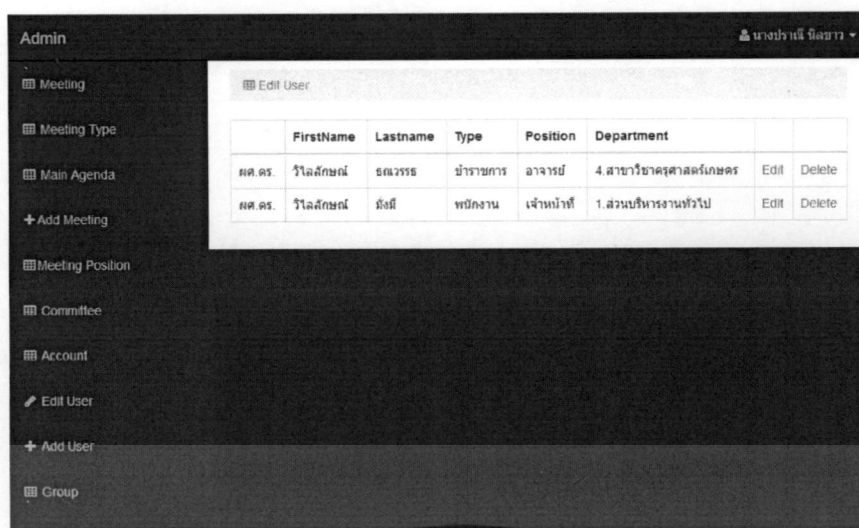 Admin
นางปราณี นิลขาว
Meeting
Meeting Type
Main Agenda
+Add Meeting
Meeting Position
Committee
Account
Edit User
+ Add User
Group
Edit User
FirstName Lastname Type Position Department
ผศ.ดร. วิไลลักษณ์ ธณวรรธ ข้าราชการ อาจารย์ 4.สาขาวิชาครุศาสตร์เกษตร Edit Delete
ผศ.ดร. วิไลลักษณ์ มั่งมี พนักงาน เจ้าหน้าที่ 1.ส่วนบริหารงานทั่วไป Edit Delete